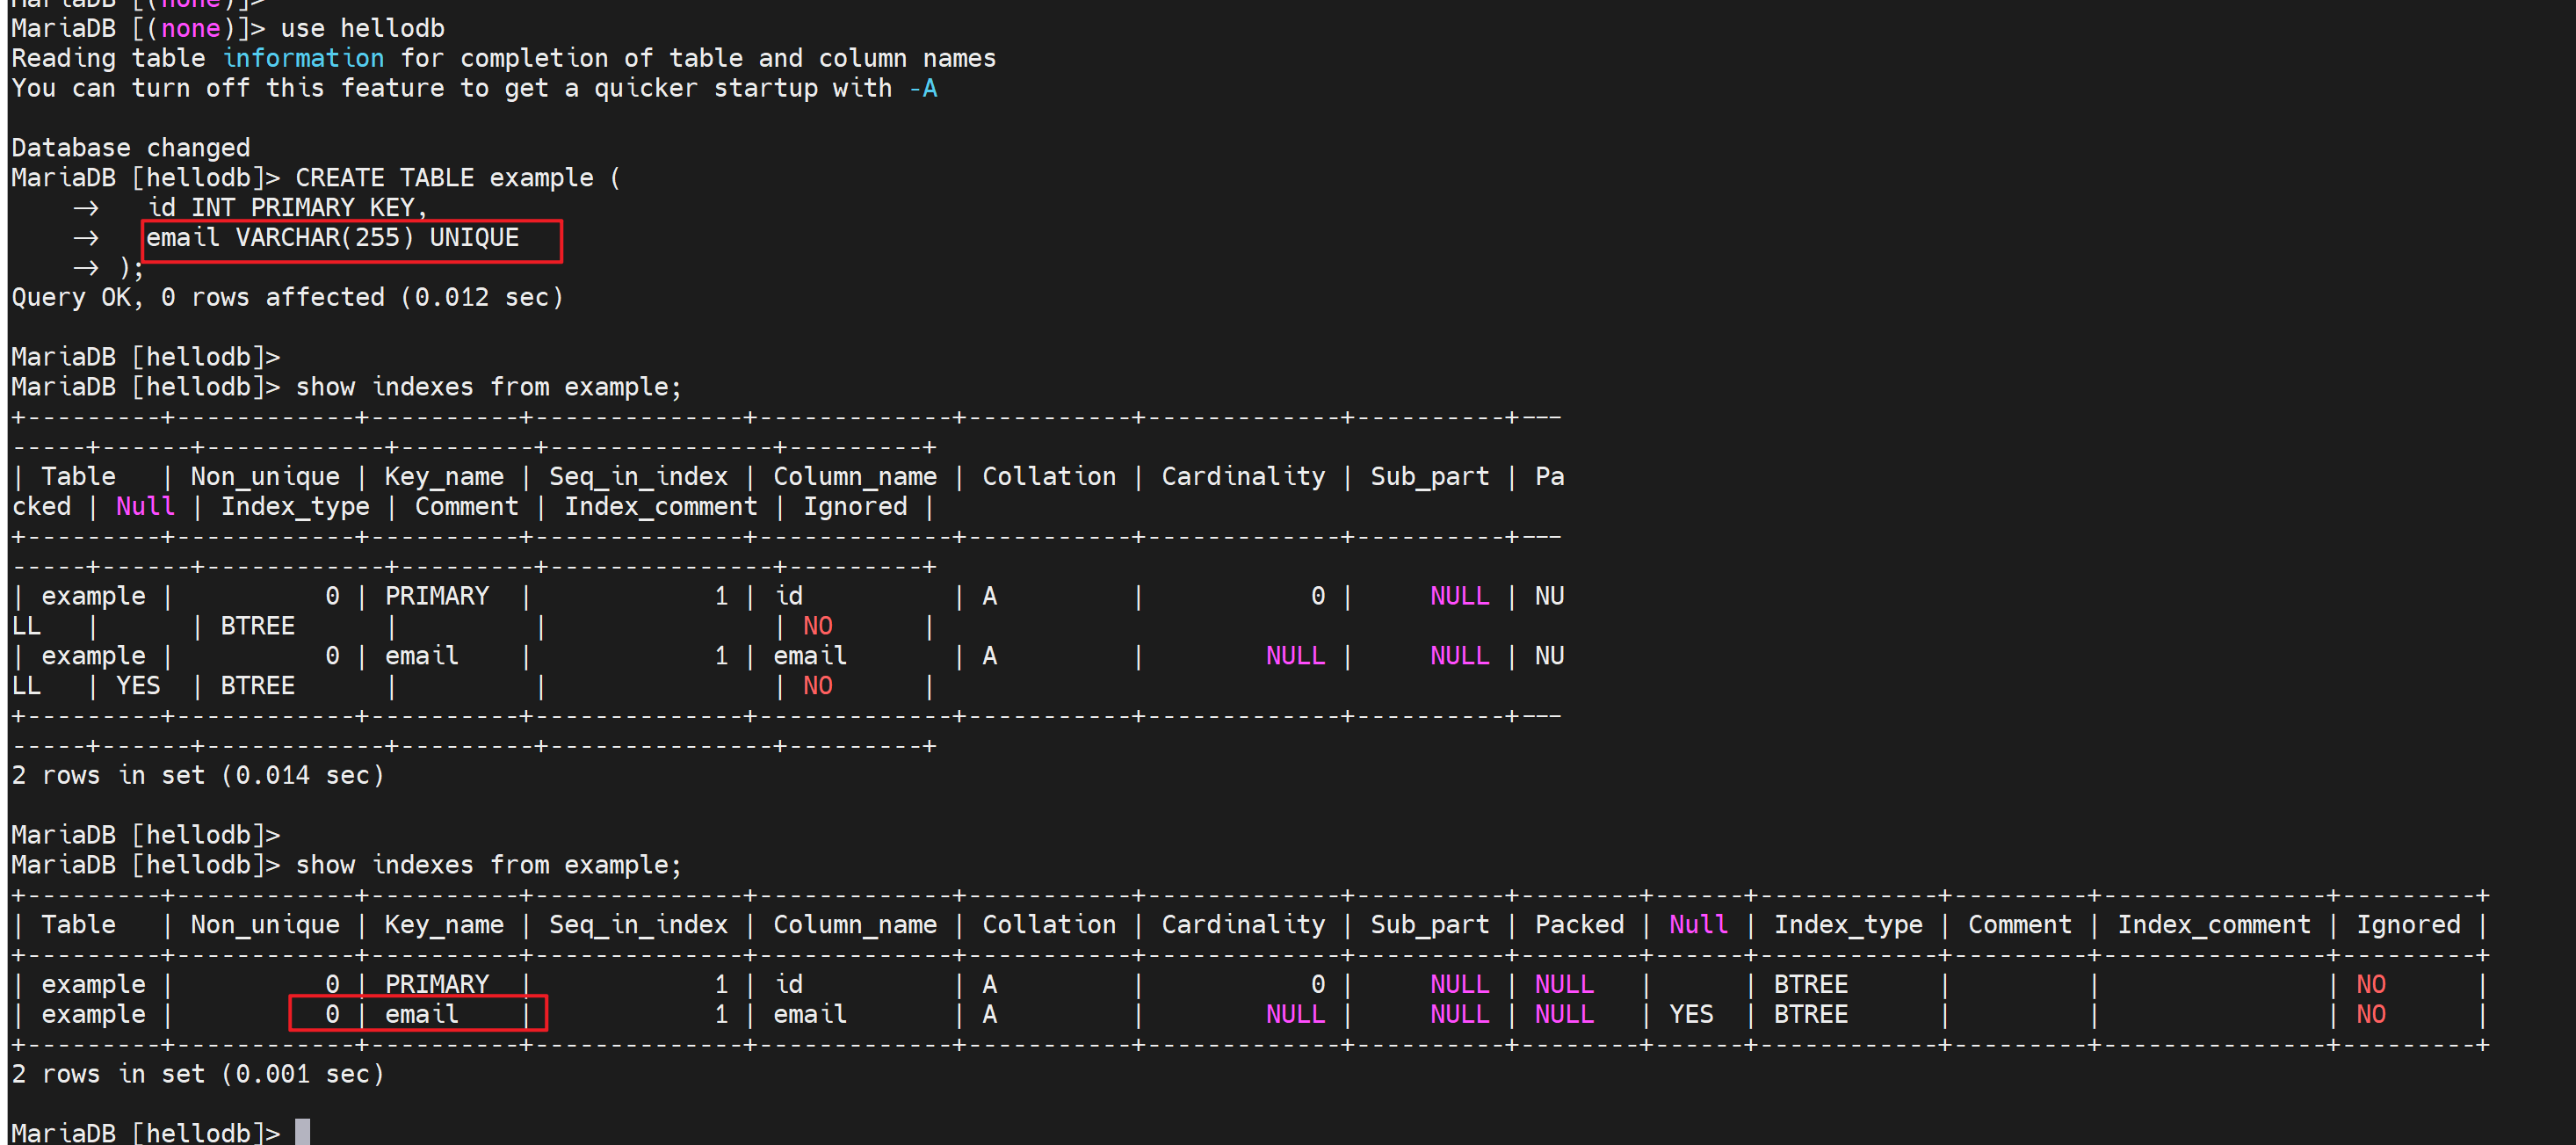 MariaDB [(none)]>
MariaDB [(none)]> use hellodb
Reading table information for completion of table and column names
You can turn off this feature to get a quicker startup with -A
Database changed
MariaDB [hellodb]> CREATE TABLE example (
    ->   id INT PRIMARY KEY,
    ->   email VARCHAR(255) UNIQUE
    -> );
Query OK, 0 rows affected (0.012 sec)
MariaDB [hellodb]>
MariaDB [hellodb]> show indexes from example;
+---------+------------+----------+--------------+-------------+-----------+-------------+----------+---
-----+------+------------+---------+---------------+---------+
| Table   | Non_unique | Key_name | Seq_in_index | Column_name | Collation | Cardinality | Sub_part | Pa
cked | Null | Index_type | Comment | Index_comment | Ignored |
+---------+------------+----------+--------------+-------------+-----------+-------------+----------+---
-----+------+------------+---------+---------------+---------+
| example |          0 | PRIMARY  |            1 | id          | A         |           0 |     NULL | NU
LL   |      | BTREE      |         |               | NO      |
| example |          0 | email    |            1 | email       | A         |        NULL |     NULL | NU
LL   | YES  | BTREE      |         |               | NO      |
+---------+------------+----------+--------------+-------------+-----------+-------------+----------+---
-----+------+------------+---------+---------------+---------+
2 rows in set (0.014 sec)
MariaDB [hellodb]>
MariaDB [hellodb]> show indexes from example;
+---------+------------+----------+--------------+-------------+-----------+-------------+----------+--------+------+------------+---------+---------------+---------+
| Table   | Non_unique | Key_name | Seq_in_index | Column_name | Collation | Cardinality | Sub_part | Packed | Null | Index_type | Comment | Index_comment | Ignored |
+---------+------------+----------+--------------+-------------+-----------+-------------+----------+--------+------+------------+---------+---------------+---------+
| example |          0 | PRIMARY  |            1 | id          | A         |           0 |     NULL | NULL   |      | BTREE      |         |               | NO      |
| example |          0 | email    |            1 | email       | A         |        NULL |     NULL | NULL   | YES  | BTREE      |         |               | NO      |
+---------+------------+----------+--------------+-------------+-----------+-------------+----------+--------+------+------------+---------+---------------+---------+
2 rows in set (0.001 sec)
MariaDB [hellodb]>